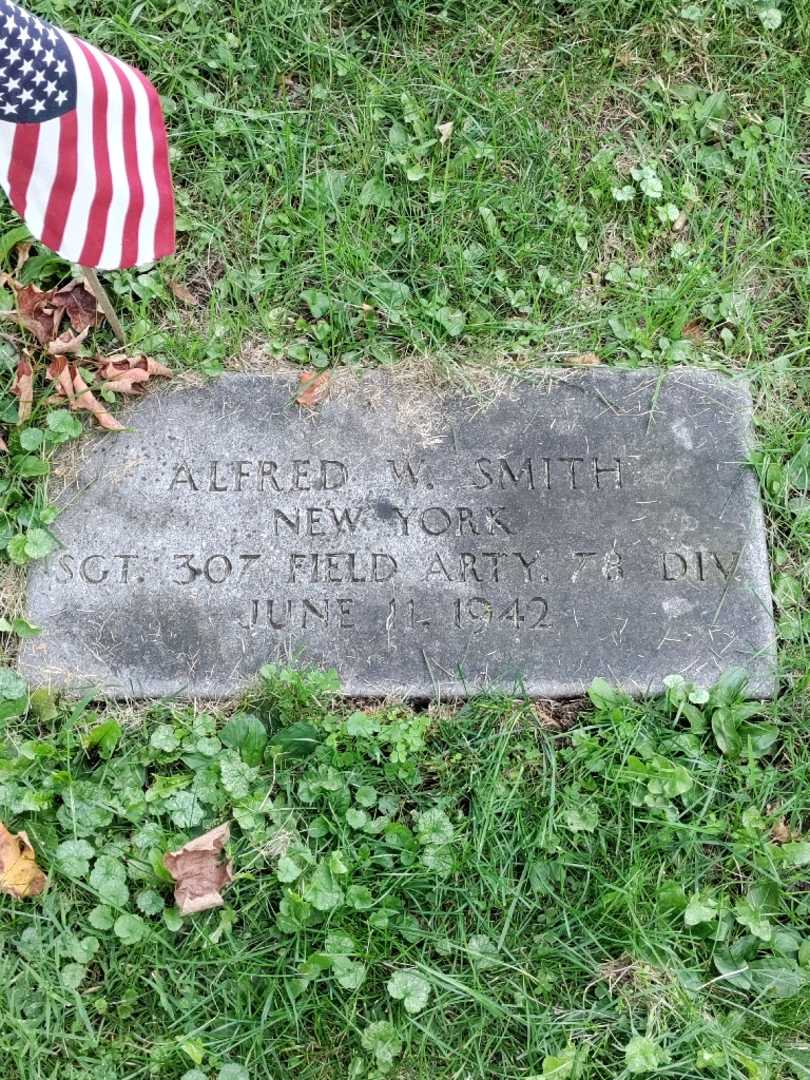 ALFRED W. SMITH
NEW YORK
SGT. 307 FIELD ARTY. 78 DIV.
JUNE 11, 1942